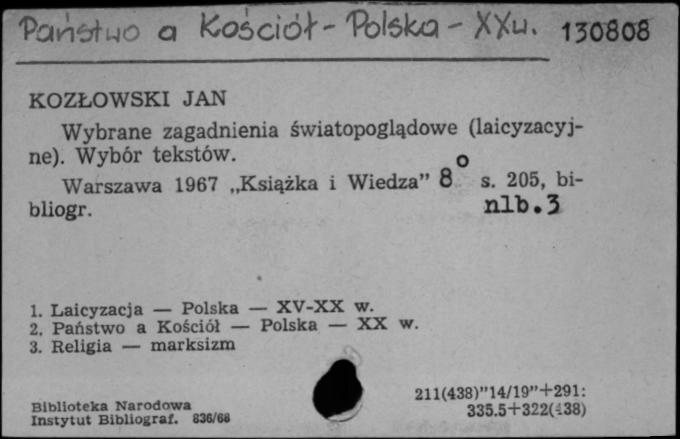 Państwo a Kościół - Polska - XXw. 130808
KOZŁOWSKI JAN
Wybrane zagadnienia światopoglądowe (laicyzacyj-
ne). Wybór tekstów.
Warszawa 1967 „Książka i Wiedza” 8° s. 205, bi-
bliogr. nlb.3
1. Laicyzacja — Polska — XV-XX w.
2. Państwo a Kościół — Polska — XX w.
3. Religia — marksizm
211(438)”14/19”+291:
Biblioteka Narodowa 335.5+322(438)
Instytut Bibliograf. 836/68